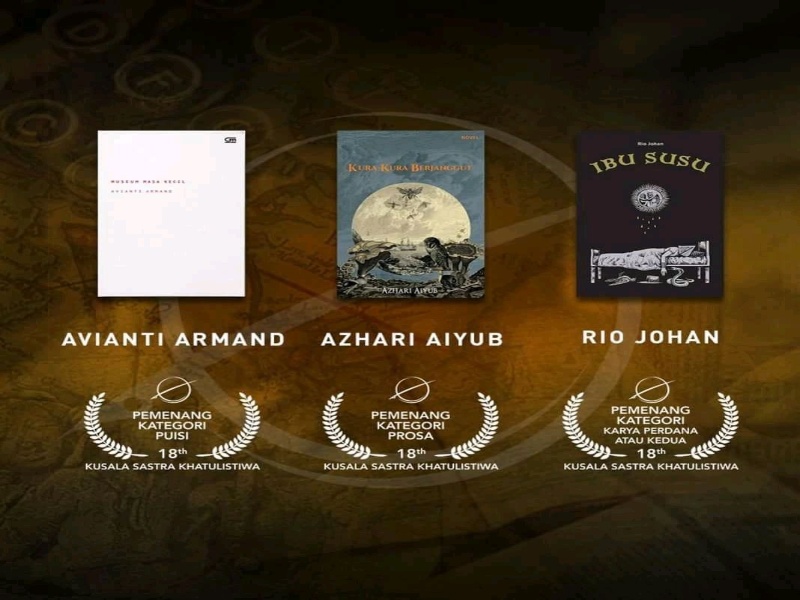 MUSEUM MASA KECIL
AVIANTI ARMAND
NOVEL
KURA-KURA BERJANGGUT
AZHARI AIYUB
Rio Johan
IBU SUSU
AVIANTI ARMAND
AZHARI AIYUB
RIO JOHAN
PEMENANG
KATEGORI
PUISI
18th
KUSALA SASTRA KHATULISTIWA
PEMENANG
KATEGORI
PROSA
18th
KUSALA SASTRA KHATULISTIWA
PEMENANG
KATEGORI
KARYA PERDANA
ATAU KEDUA
18th
KUSALA SASTRA KHATULISTIWA